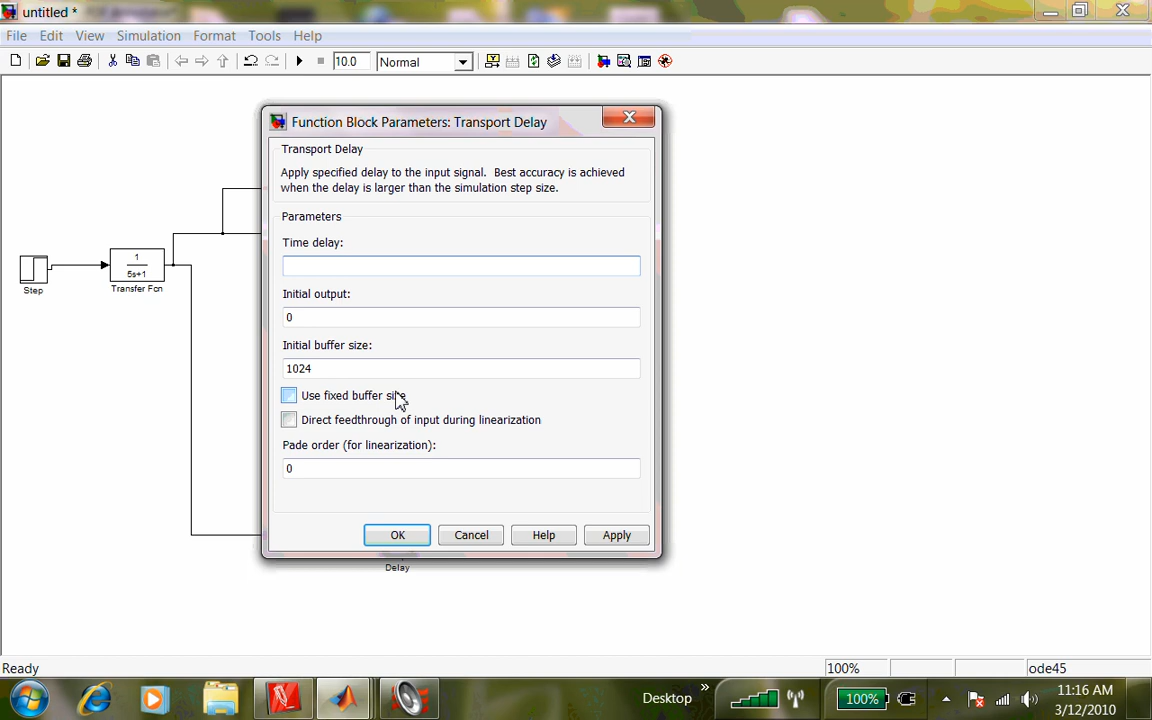 untitled *
File Edit View Simulation Format Tools Help
10.0 Normal
Function Block Parameters: Transport Delay
Transport Delay
Apply specified delay to the input signal. Best accuracy is achieved
when the delay is larger than the simulation step size.
Parameters
Time delay:
Initial output:
0
Initial buffer size:
1024
Use fixed buffer size
Direct feedthrough of input during linearization
Pade order (for linearization):
0
OK Cancel Help Apply
Step
1
5s+1
Transfer Fcn
Delay
Ready 100% ode45
Desktop » 100% 11:16 AM
3/12/2010